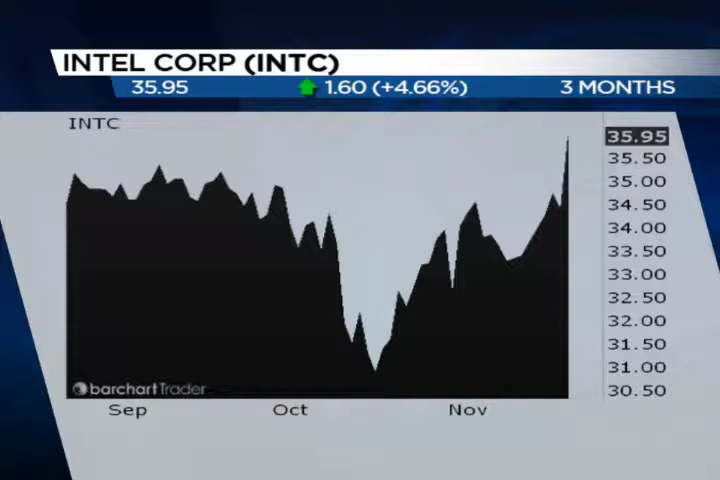 INTEL CORP (INTC)
35.95 1.60 (+4.66%) 3 MONTHS
INTC
35.95
35.50
35.00
34.50
34.00
33.50
33.00
32.50
32.00
31.50
31.00
30.50
barchartTrader
Sep Oct Nov